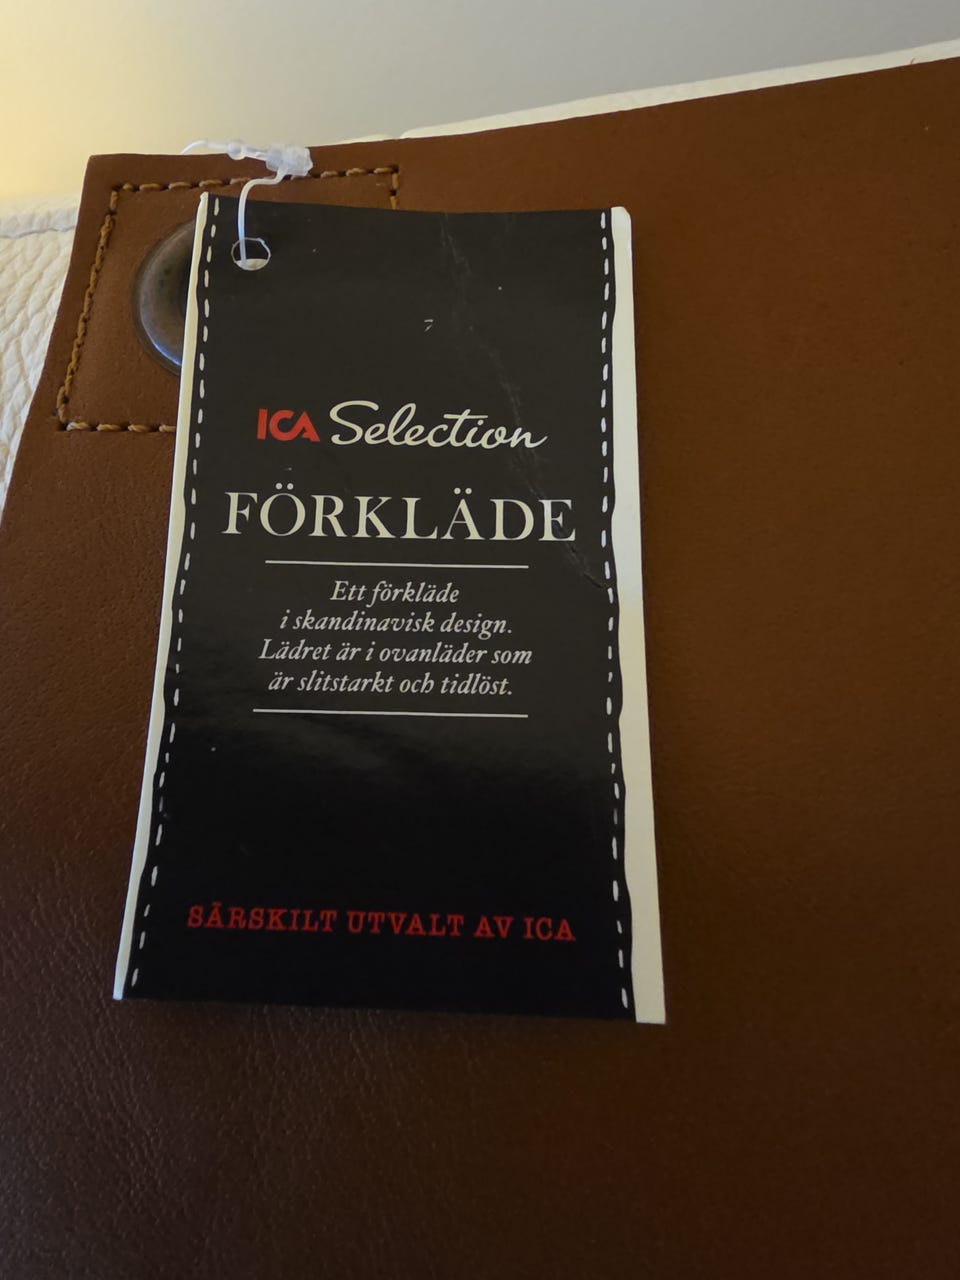 ICA Selection
FÖRKLÄDE
Ett förkläde
i skandinavisk design.
Lädret är i ovanläder som
är slitstarkt och tidlöst.
SÄRSKILT UTVALT AV ICA